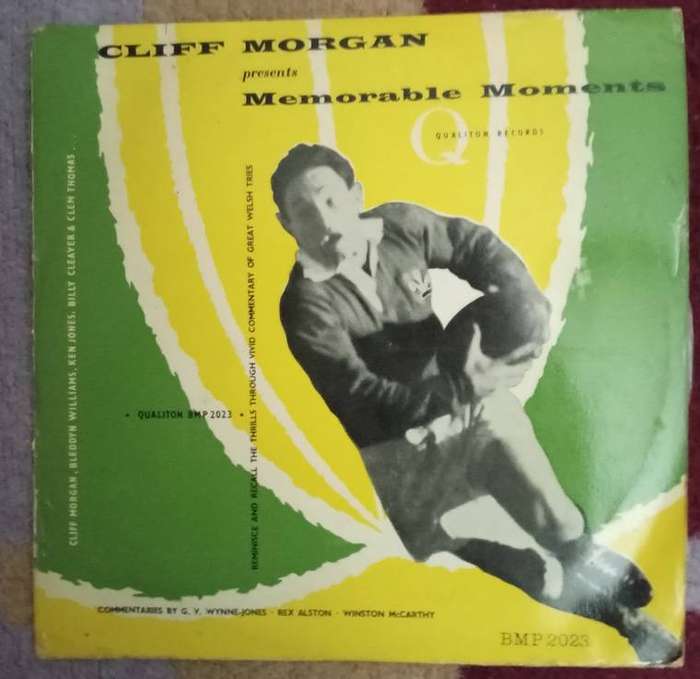 CLIFF MORGAN
presents
Memorable Moments
Q
QUALITON RECORDS
CLIFF MORGAN, BLEDDYN WILLIAMS, KEN JONES, BILLY CLEAVER & CLEM THOMAS . .
REMINISCE AND RECALL THE THRILLS THROUGH VIVID COMMENTARY OF GREAT WELSH TRIES
• QUALITON BMP 2023 •
COMMENTARIES BY G. V. WYNNE-JONES · REX ALSTON · WINSTON McCARTHY
BMP 2023